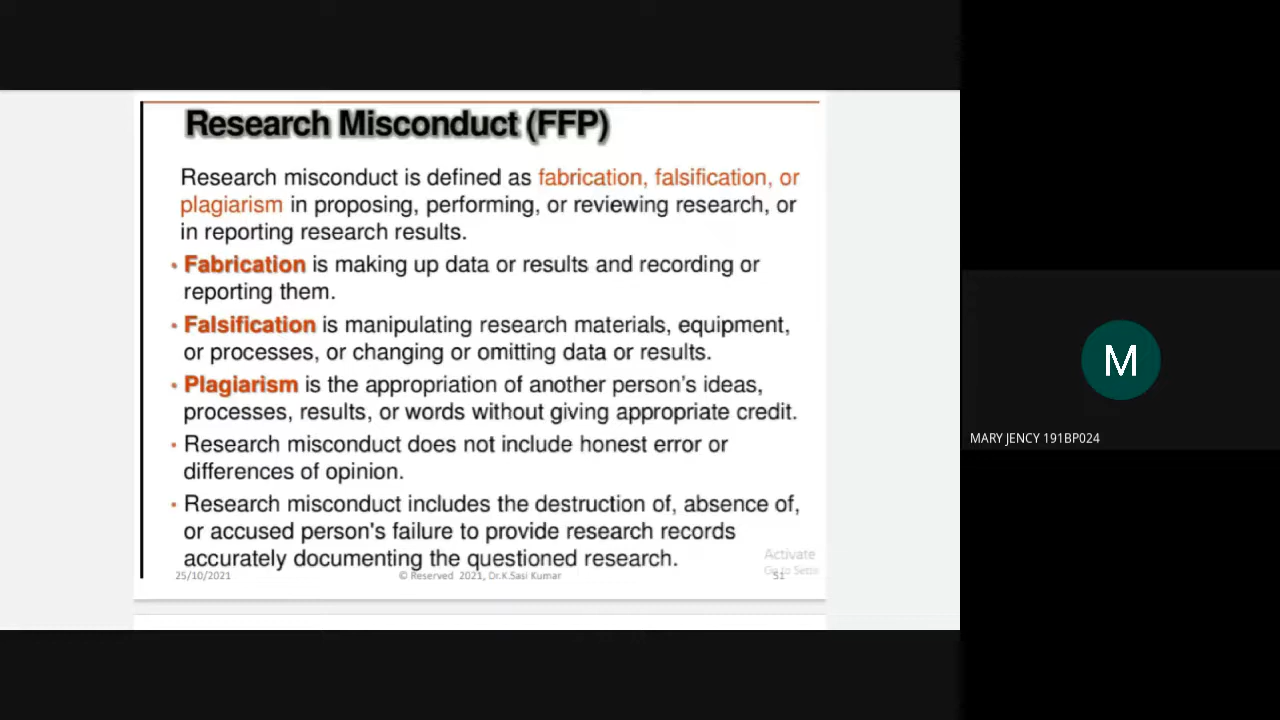 Research Misconduct (FFP)
Research misconduct is defined as fabrication, falsification, or
plagiarism in proposing, performing, or reviewing research, or
in reporting research results.
• Fabrication is making up data or results and recording or
reporting them.
• Falsification is manipulating research materials, equipment,
or processes, or changing or omitting data or results.
• Plagiarism is the appropriation of another person's ideas,
processes, results, or words without giving appropriate credit.
• Research misconduct does not include honest error or
differences of opinion.
• Research misconduct includes the destruction of, absence of,
or accused person's failure to provide research records
accurately documenting the questioned research.
Activate
Go to Setti
25/10/2021
© Reserved 2021, Dr.K.Sasi Kumar
51
M
MARY JENCY 191BP024